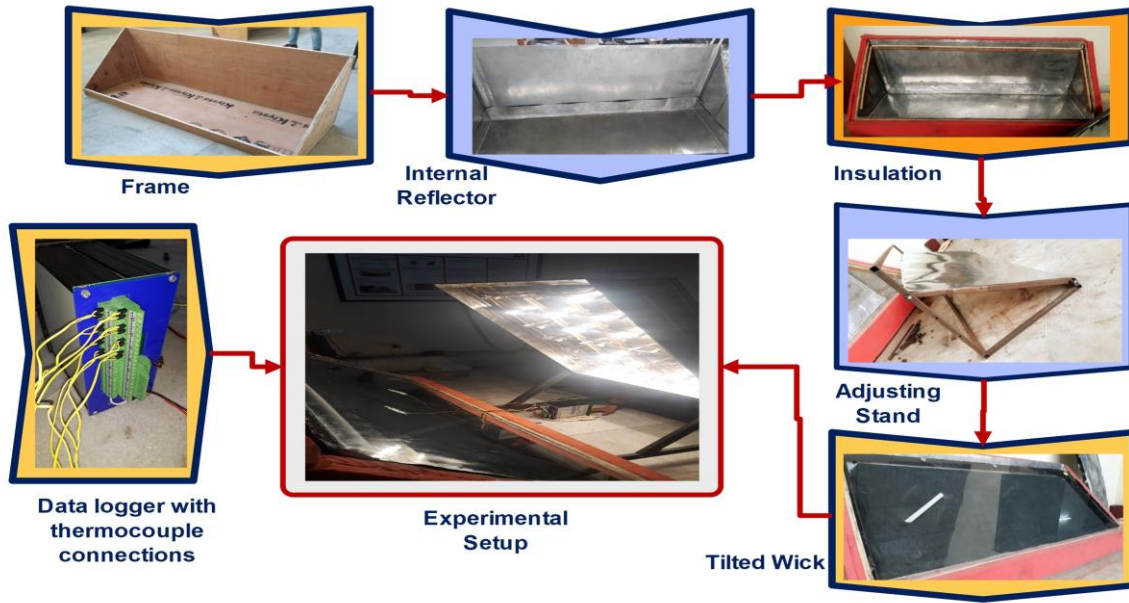 Frame
Internal
Reflector
Insulation
Adjusting
Stand
Data logger with
thermocouple
connections
Experimental
Setup
Tilted Wick